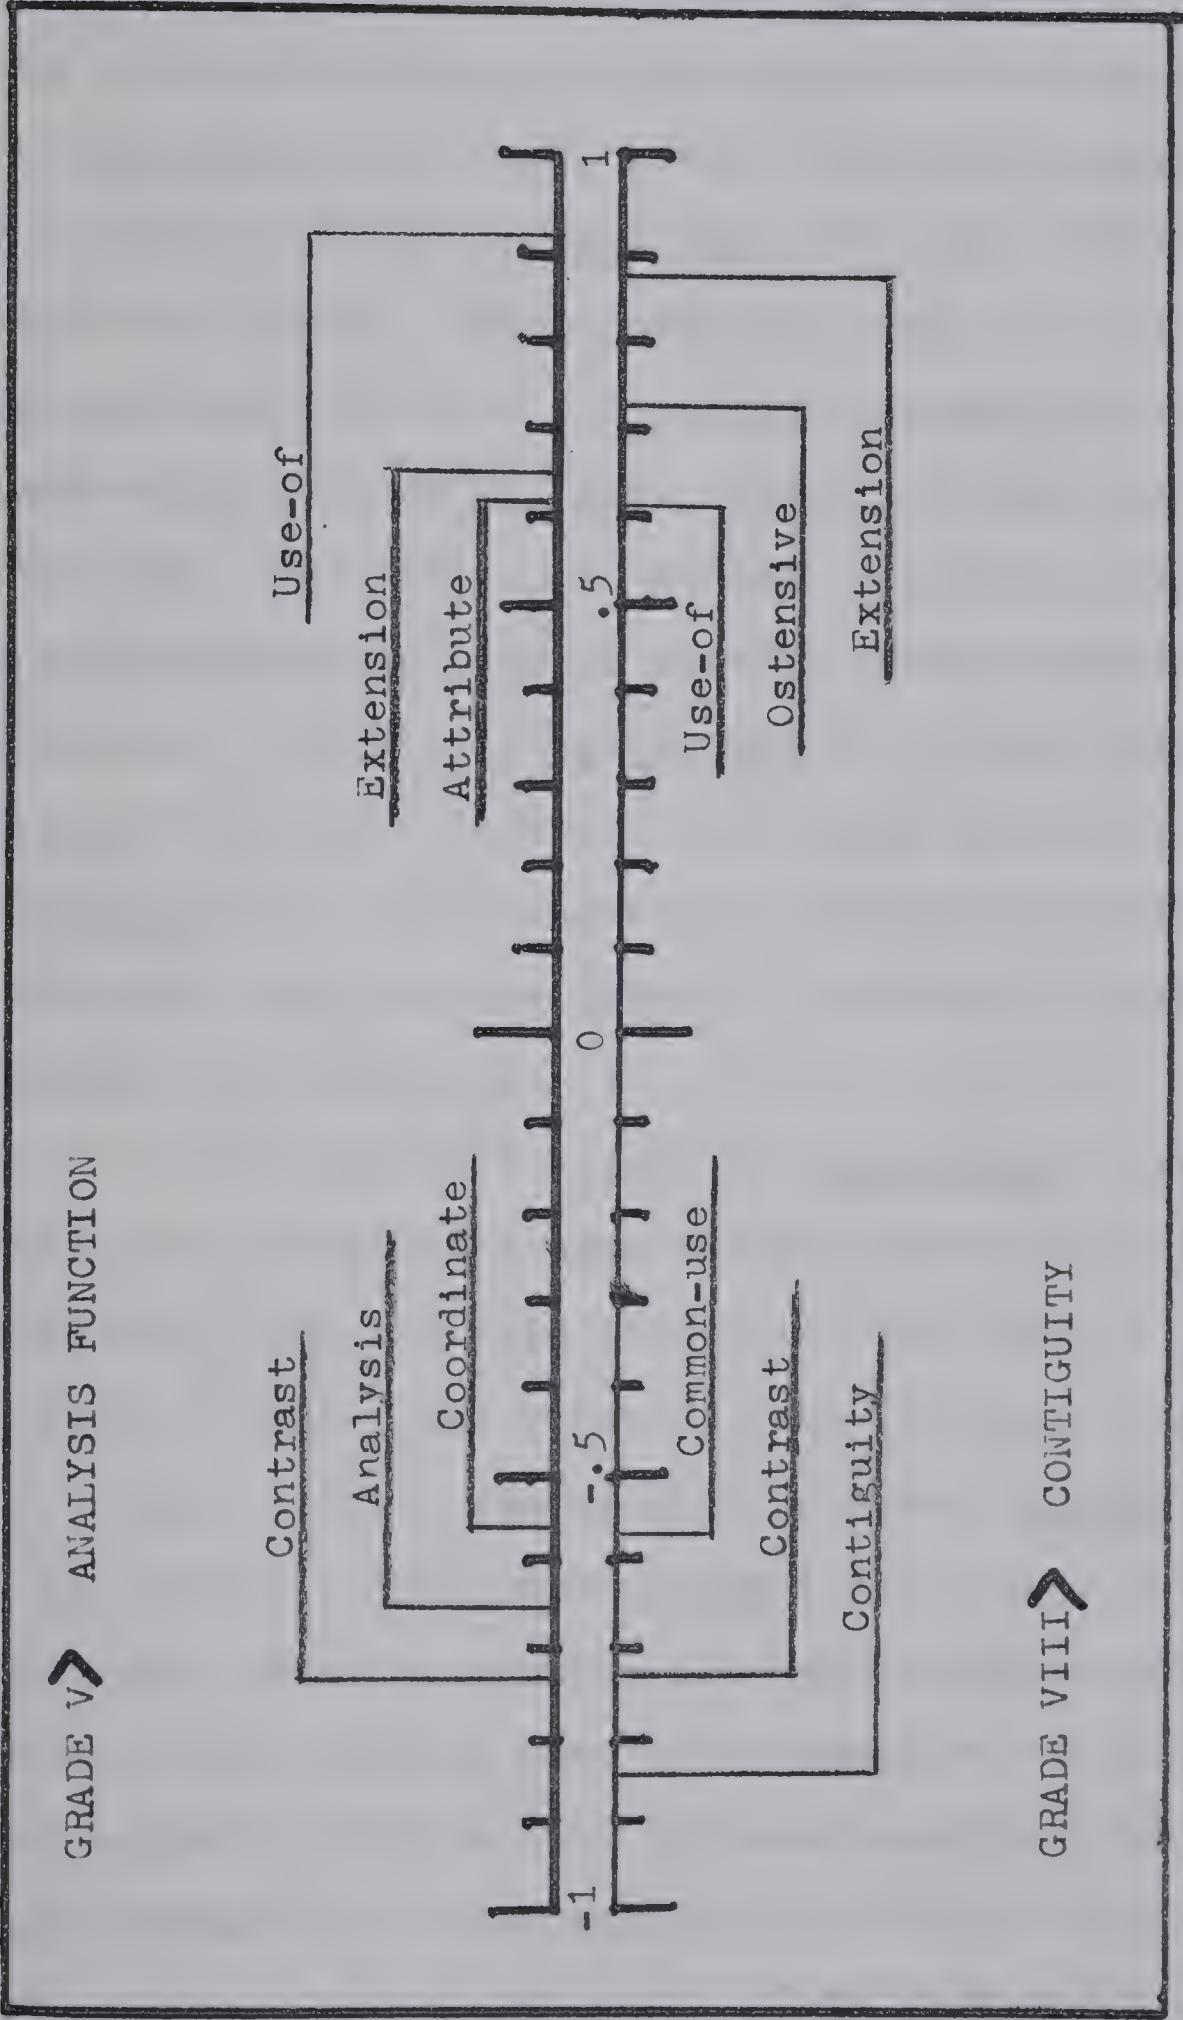 GRADE V > ANALYSIS FUNCTION
Contrast
Use-of
Analysis
Extension
Coordinate
Attribute
-1 -.5 0 .5 1
Common-use
Use-of
Contrast
Ostensive
Contiguity
Extension
GRADE VIII > CONTIGUITY